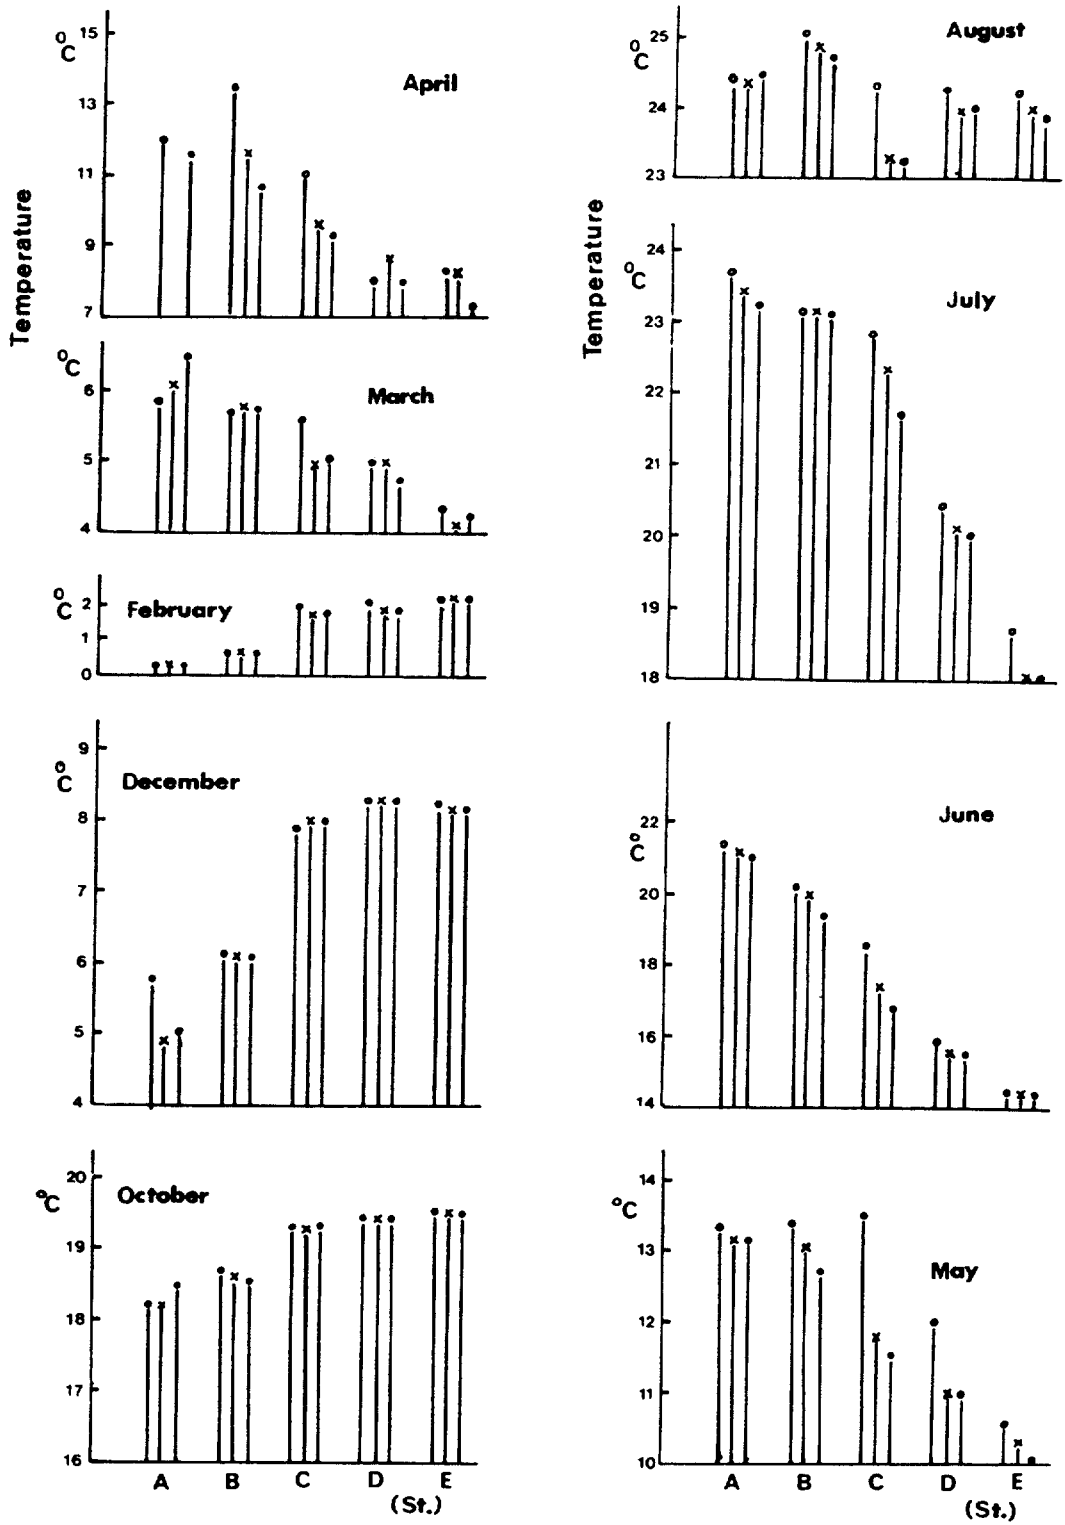 Temperature
°C
15
13
11
9
7
April
°C
6
5
4
March
°C
2
1
0
February
°C
9
8
7
6
5
4
December
°C
20
19
18
17
16
October
A B C D E
(St.)
Temperature
°C
25
24
23
August
°C
24
23
22
21
20
19
18
July
C°
22
20
18
16
14
June
°C
14
13
12
11
10
May
A B C D E
(St.)